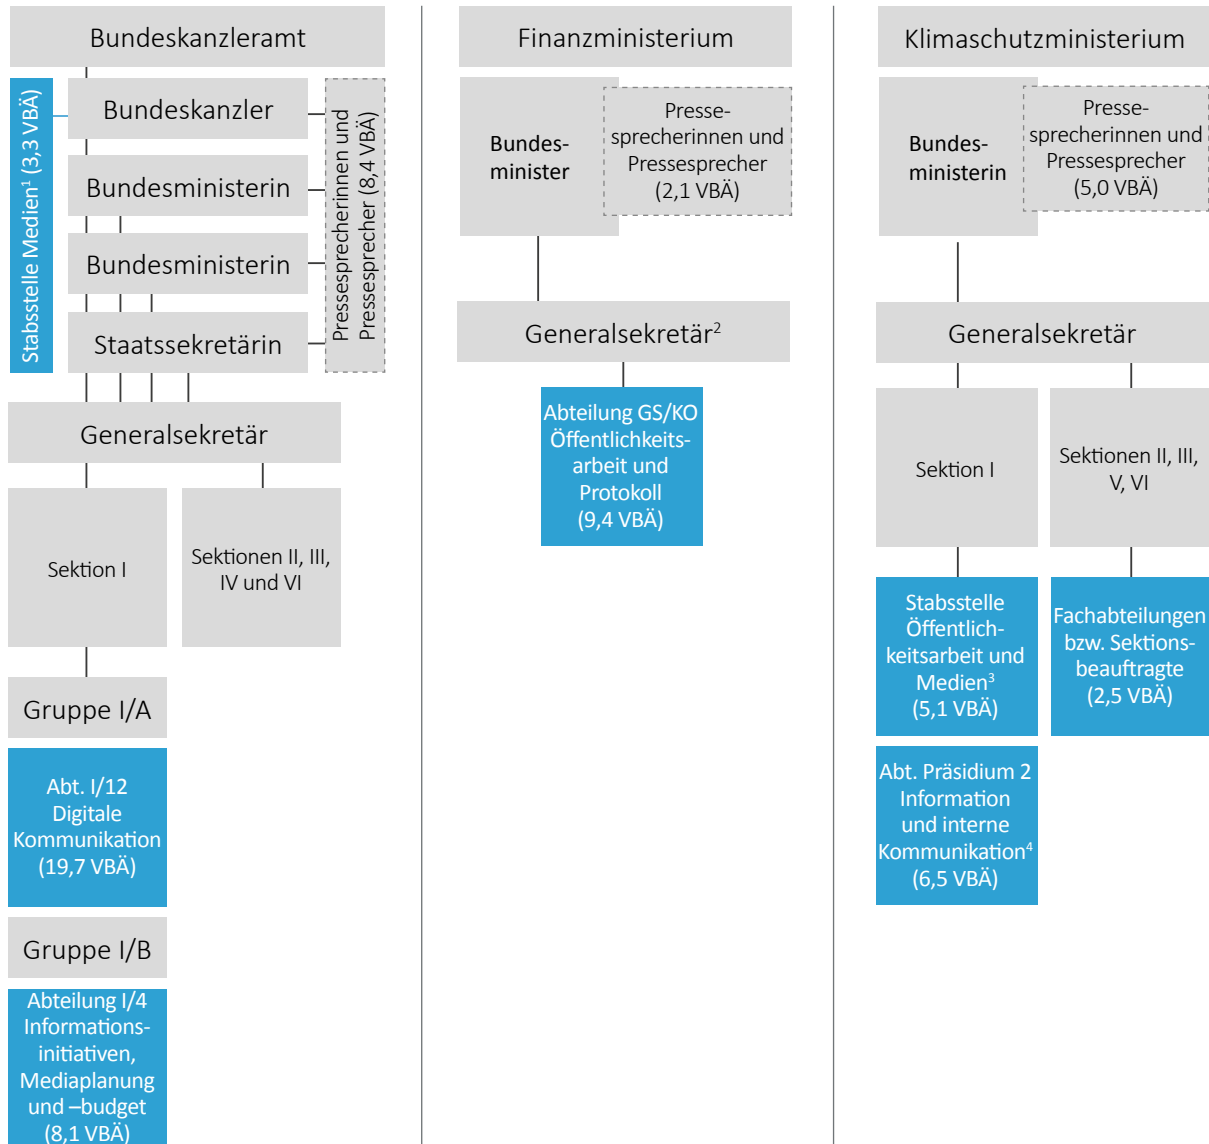 Bundeskanzleramt
Stabsstelle Medien¹ (3,3 VBÄ)
Bundeskanzler
Bundesministerin
Bundesministerin
Staatssekretärin
Pressesprecherinnen und
Pressesprecher (8,4 VBÄ)
Generalsekretär
Sektion I
Sektionen II, III,
IV und VI
Gruppe I/A
Abt. I/12
Digitale
Kommunikation
(19,7 VBÄ)
Gruppe I/B
Abteilung I/4
Informations-
initiativen,
Mediaplanung
und –budget
(8,1 VBÄ)
Finanzministerium
Bundes-
minister
Presse-
sprecherinnen und
Pressesprecher
(2,1 VBÄ)
Generalsekretär²
Abteilung GS/KO
Öffentlichkeits-
arbeit und
Protokoll
(9,4 VBÄ)
Klimaschutzministerium
Bundes-
ministerin
Presse-
sprecherinnen und
Pressesprecher
(5,0 VBÄ)
Generalsekretär
Sektion I
Sektionen II, III,
V, VI
Stabsstelle
Öffentlich-
keitsarbeit und
Medien³
(5,1 VBÄ)
Fachabteilungen
bzw. Sektions-
beauftragte
(2,5 VBÄ)
Abt. Präsidium 2
Information
und interne
Kommunikation⁴
(6,5 VBÄ)